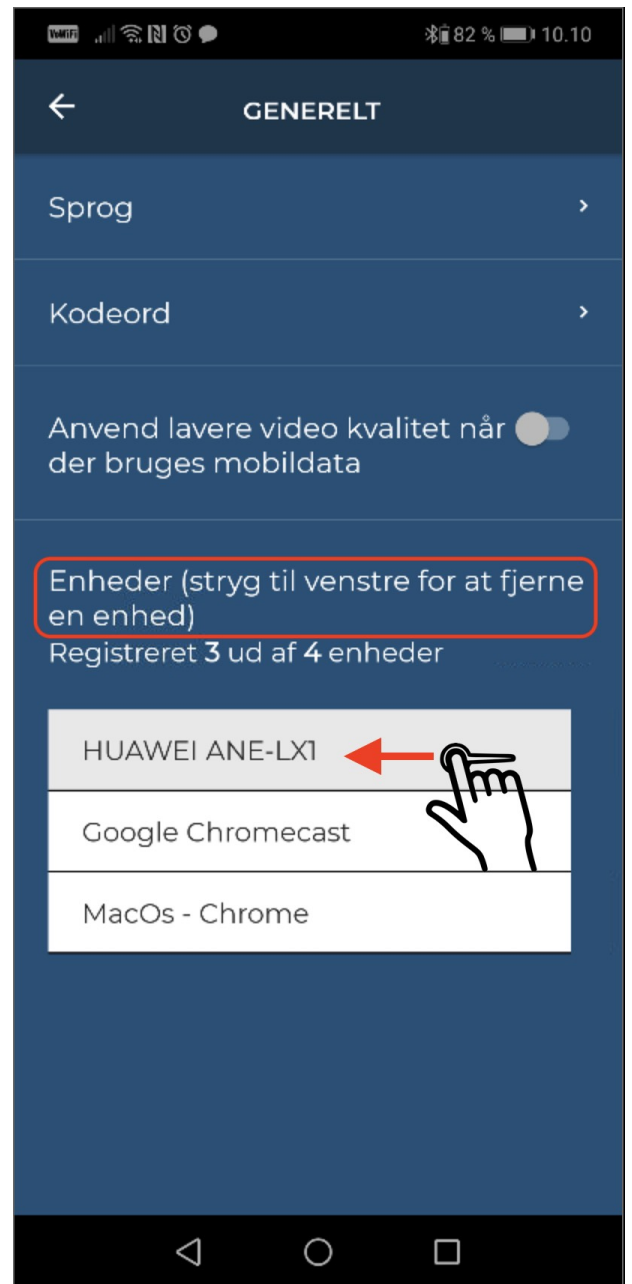 VoWiFi 82 % 10.10
GENERELT
Sprog
Kodeord
Anvend lavere video kvalitet når
der bruges mobildata
Enheder (stryg til venstre for at fjerne
en enhed)
Registreret 3 ud af 4 enheder
HUAWEI ANE-LX1
Google Chromecast
MacOs - Chrome